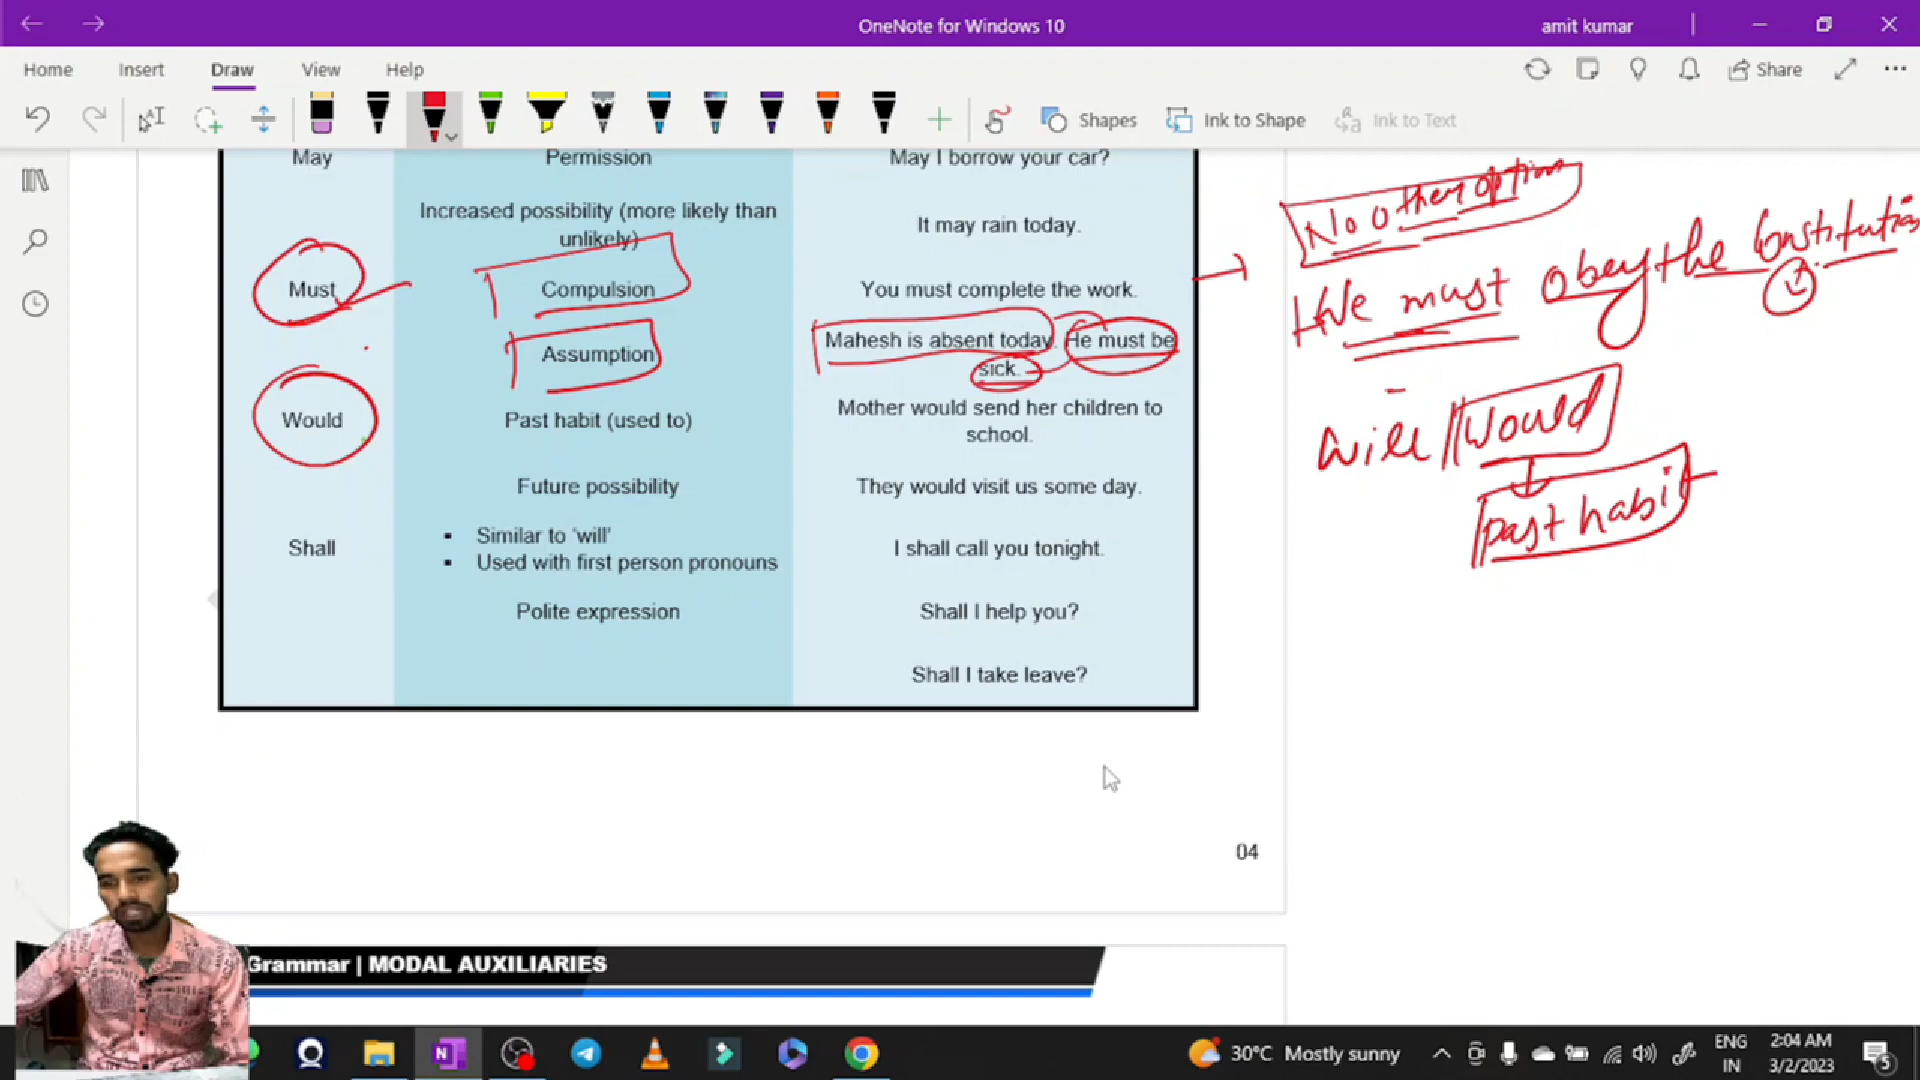 OneNote for Windows 10
amit kumar
Home Insert Draw View Help
Share
Shapes Ink to Shape Ink to Text
May Permission May I borrow your car?
Increased possibility (more likely than
unlikely)
It may rain today.
Must Compulsion You must complete the work.
Assumption
Mahesh is absent today. He must be
sick.
Would Past habit (used to)
Mother would send her children to
school.
Future possibility They would visit us some day.
Shall
▪ Similar to 'will'
▪ Used with first person pronouns
I shall call you tonight.
Polite expression Shall I help you?
Shall I take leave?
No other option
We must obey the Constitution
will / would
past habit
04
Grammar | MODAL AUXILIARIES
30°C Mostly sunny
ENG
IN
2:04 AM
3/2/2023
5